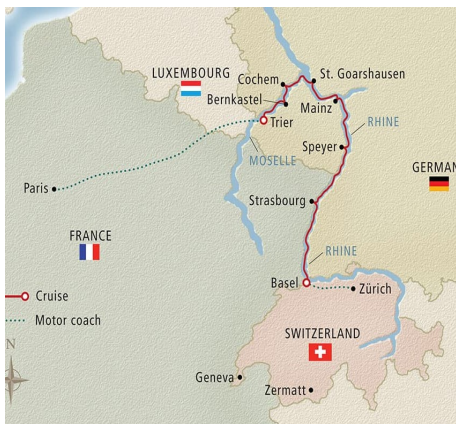 LUXEMBOURG
Cochem
St. Goarshausen
Bernkastel
Mainz
Trier
RHINE
Speyer
MOSELLE
GERMAN
Paris
Strasbourg
FRANCE
RHINE
Basel
Zürich
Cruise
Motor coach
SWITZERLAND
N
Geneva
Zermatt